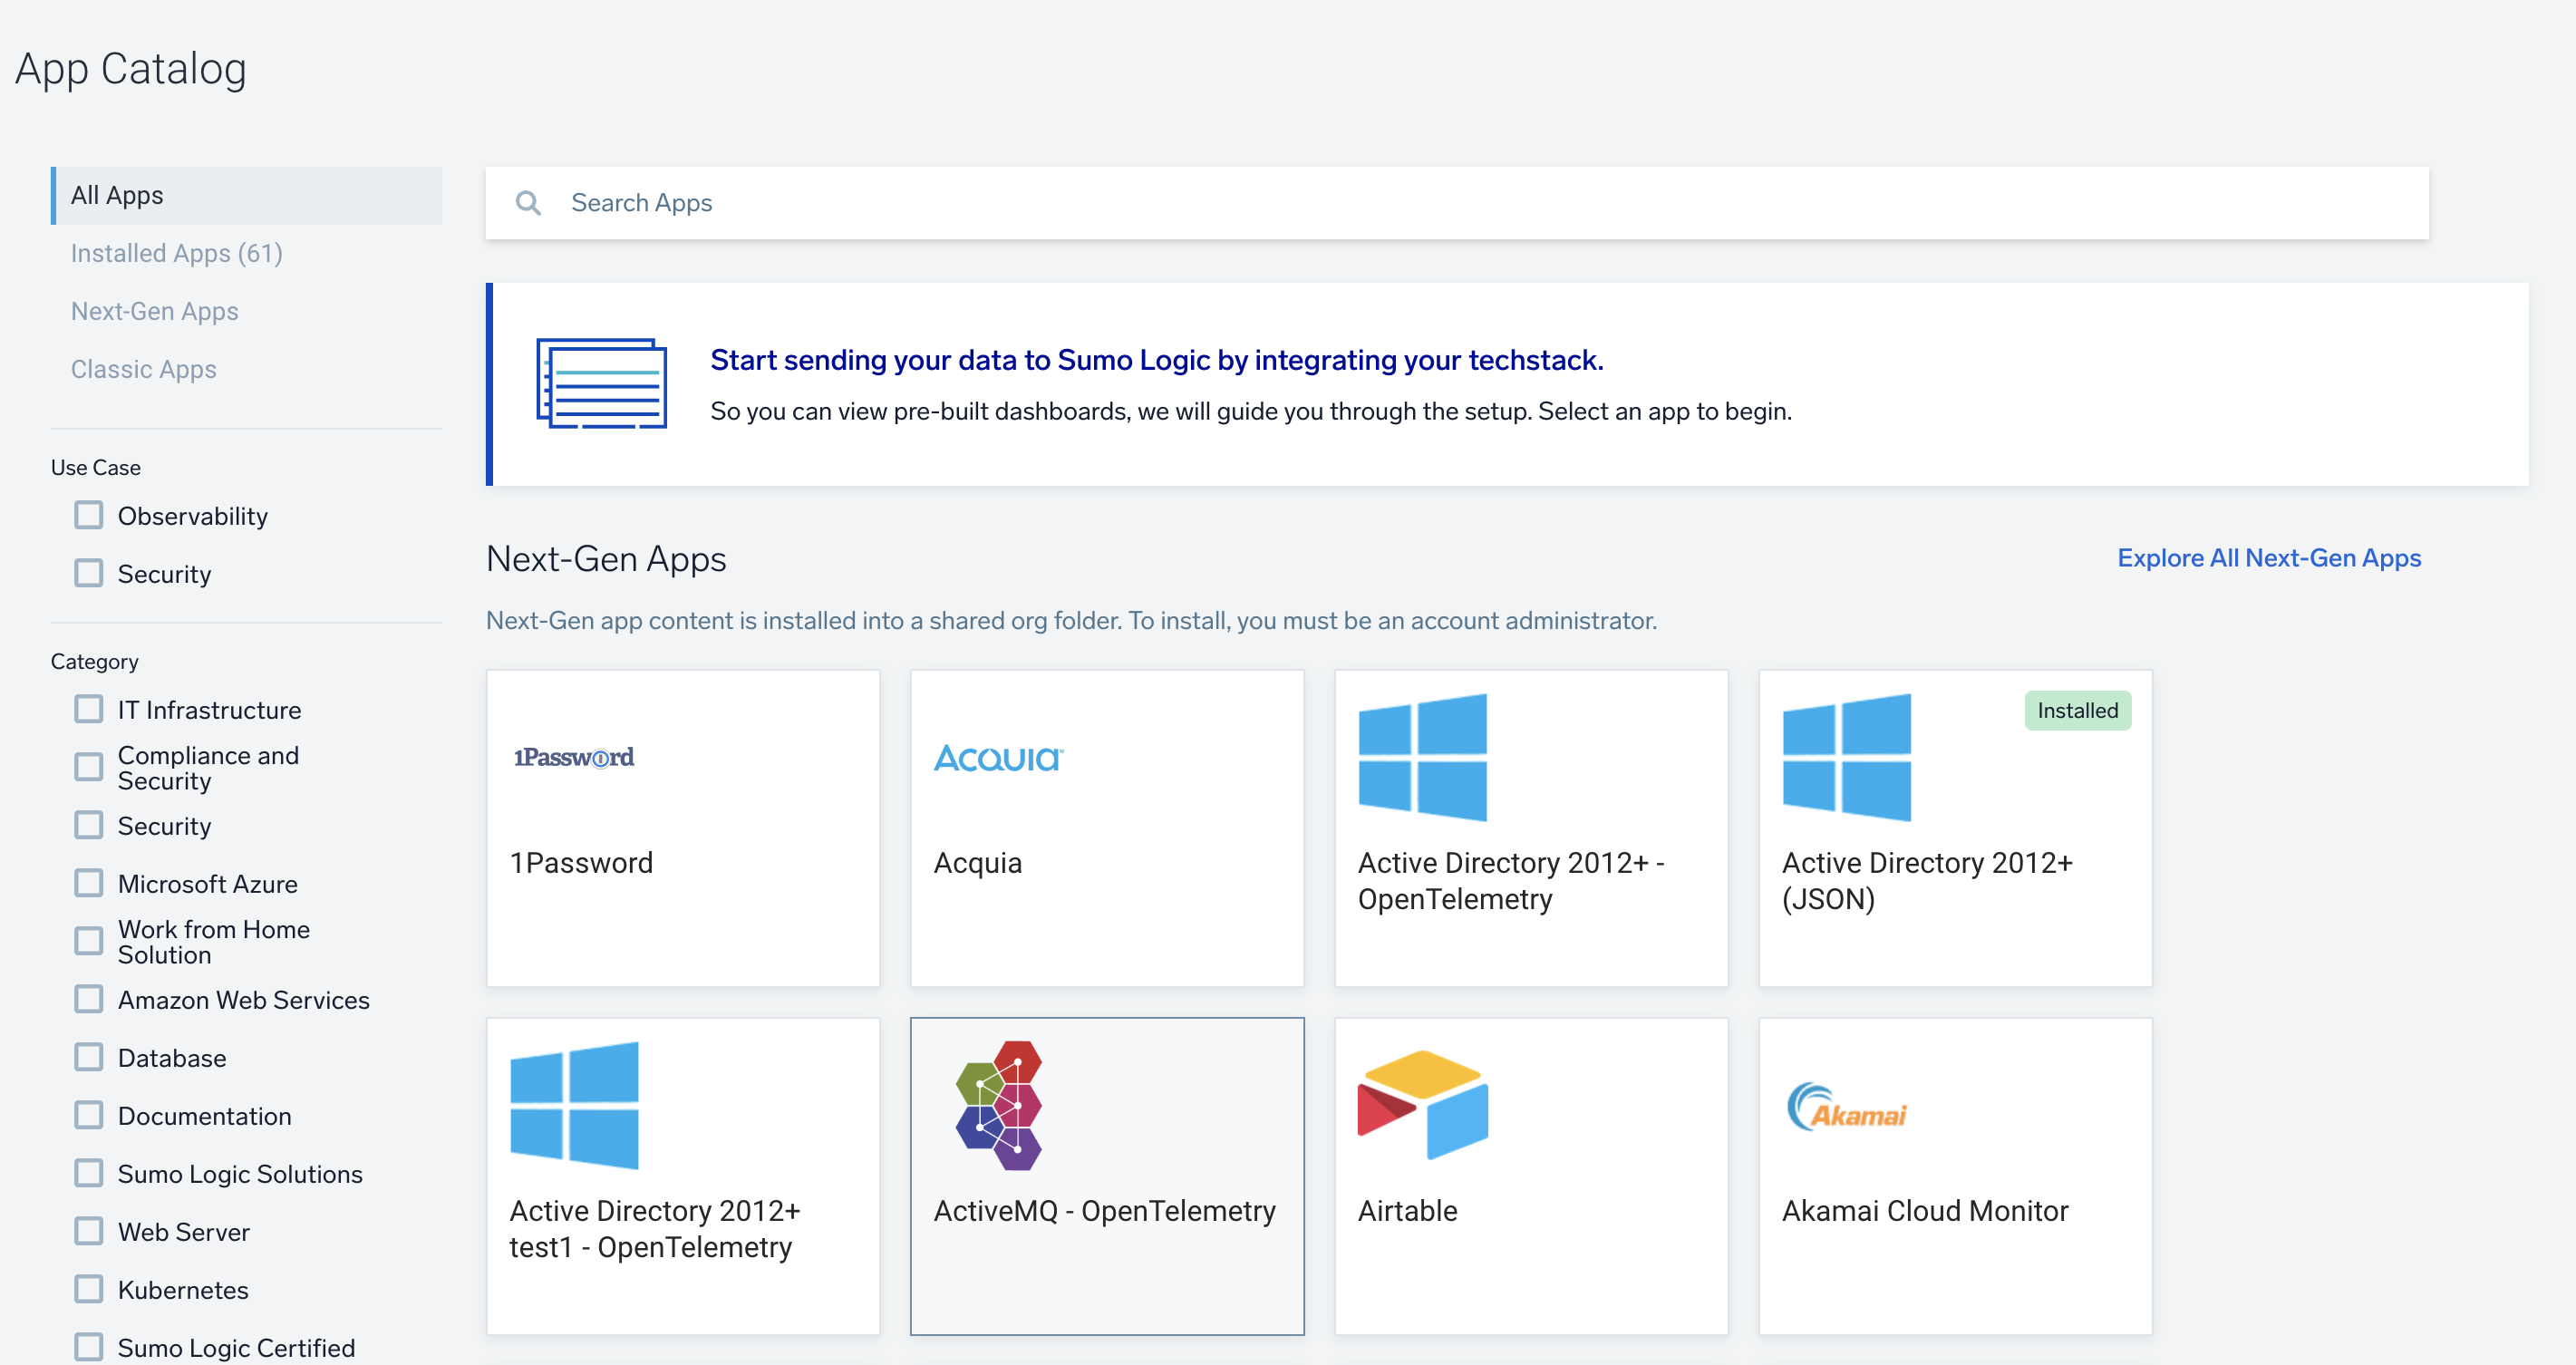 App Catalog
All Apps
Installed Apps (61)
Next-Gen Apps
Classic Apps
Use Case
Observability
Security
Category
IT Infrastructure
Compliance and
Security
Security
Microsoft Azure
Work from Home
Solution
Amazon Web Services
Database
Documentation
Sumo Logic Solutions
Web Server
Kubernetes
Sumo Logic Certified
Search Apps
Start sending your data to Sumo Logic by integrating your techstack.
So you can view pre-built dashboards, we will guide you through the setup. Select an app to begin.
Next-Gen Apps
Explore All Next-Gen Apps
Next-Gen app content is installed into a shared org folder. To install, you must be an account administrator.
1Password
1Password
Acquia
Acquia
Active Directory 2012+ -
OpenTelemetry
Installed
Active Directory 2012+
(JSON)
Active Directory 2012+
test1 - OpenTelemetry
ActiveMQ - OpenTelemetry
Airtable
Akamai
Akamai Cloud Monitor